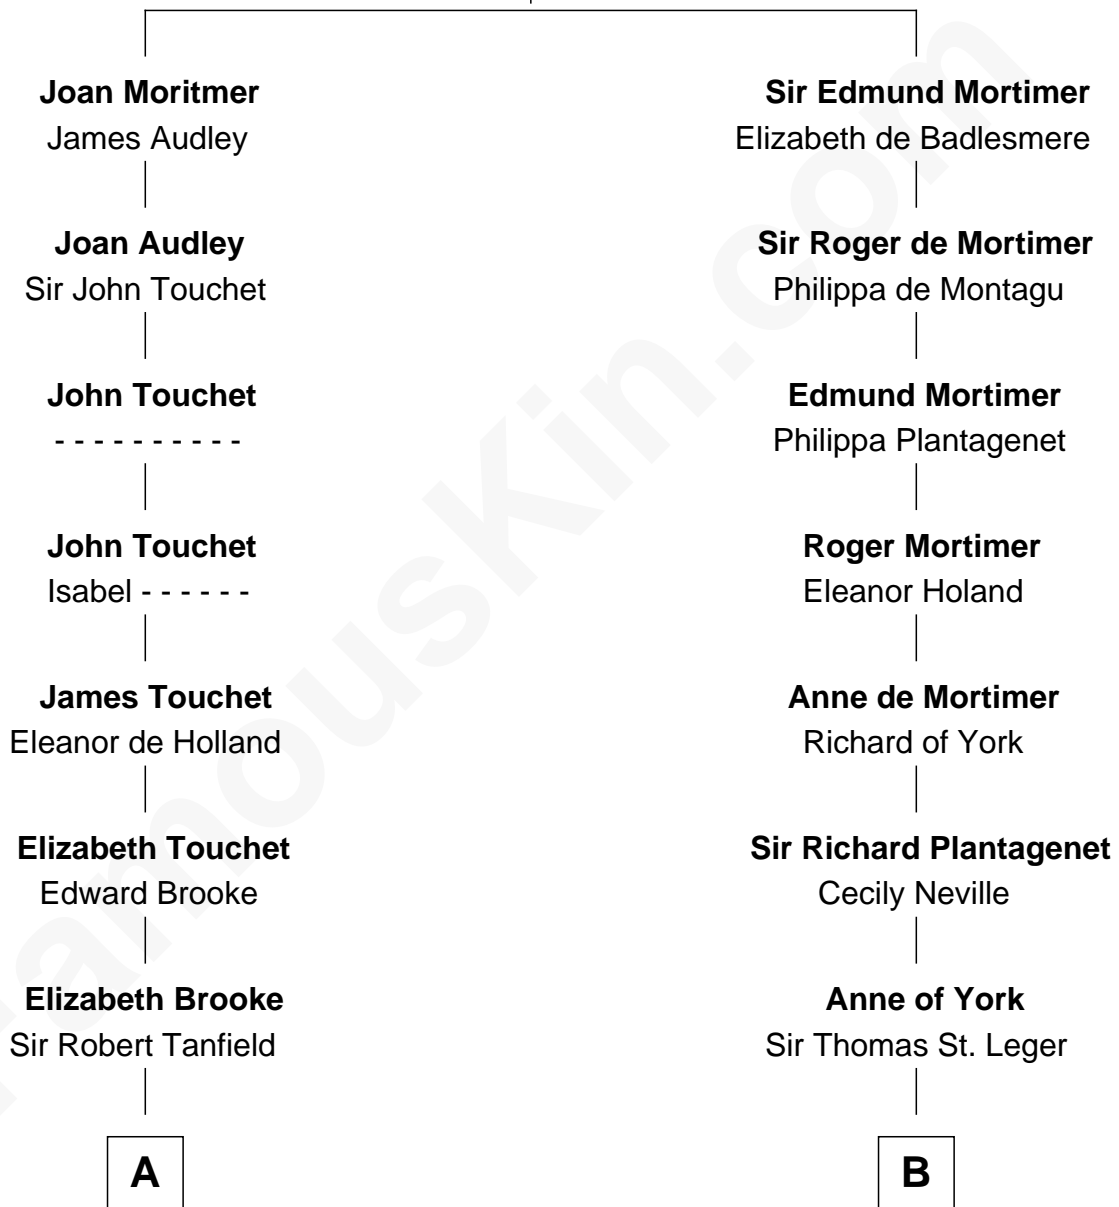 Joan Moritmer
James Audley
Joan Audley
Sir John Touchet
John Touchet
- - - - - - - - - -
John Touchet
Isabel - - - - - -
James Touchet
Eleanor de Holland
Elizabeth Touchet
Edward Brooke
Elizabeth Brooke
Sir Robert Tanfield
A
Sir Edmund Mortimer
Elizabeth de Badlesmere
Sir Roger de Mortimer
Philippa de Montagu
Edmund Mortimer
Philippa Plantagenet
Roger Mortimer
Eleanor Holand
Anne de Mortimer
Richard of York
Sir Richard Plantagenet
Cecily Neville
Anne of York
Sir Thomas St. Leger
B
FamousKin.com